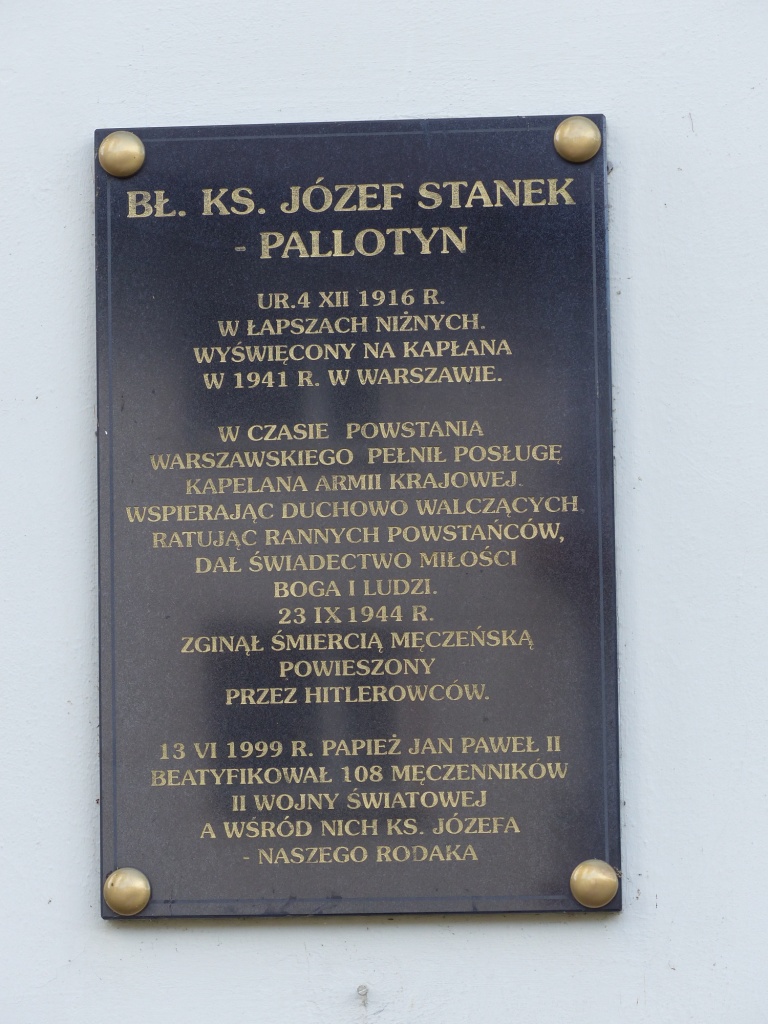 BŁ. KS. JÓZEF STANEK
- PALLOTYN
UR.4 XII 1916 R.
W ŁAPSZACH NIŻNYCH.
WYŚWIĘCONY NA KAPŁANA
W 1941 R. W WARSZAWIE.
W CZASIE POWSTANIA
WARSZAWSKIEGO PEŁNIŁ POSŁUGĘ
KAPELANA ARMII KRAJOWEJ.
WSPIERAJĄC DUCHOWO WALCZĄCYCH
RATUJĄC RANNYCH POWSTAŃCÓW,
DAŁ ŚWIADECTWO MIŁOŚCI
BOGA I LUDZI.
23 IX 1944 R.
ZGINĄŁ ŚMIERCIĄ MĘCZEŃSKĄ
POWIESZONY
PRZEZ HITLEROWCÓW.
13 VI 1999 R. PAPIEŻ JAN PAWEŁ II
BEATYFIKOWAŁ 108 MĘCZENNIKÓW
II WOJNY ŚWIATOWEJ
A WŚRÓD NICH KS. JÓZEFA
- NASZEGO RODAKA